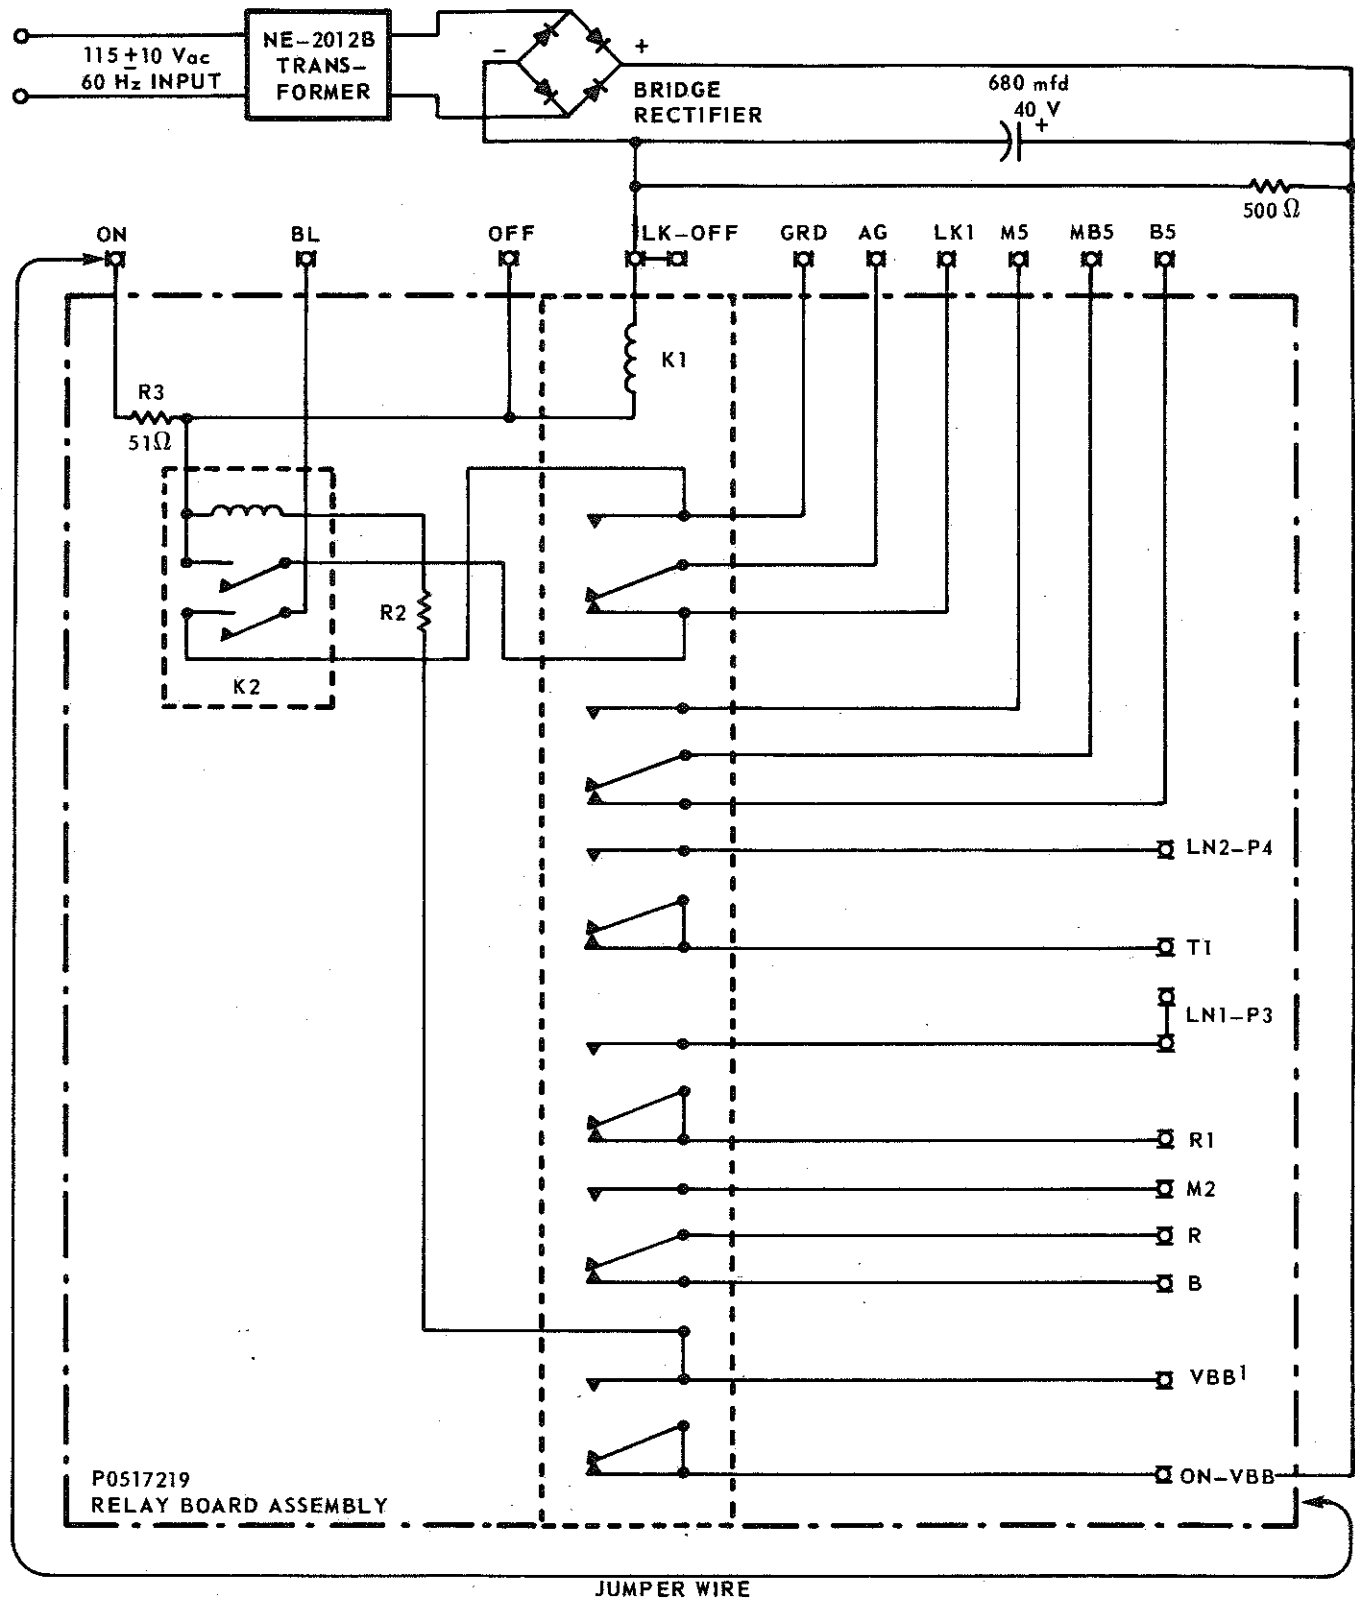 NE-2012B
TRANS-
FORMER
115 ±10 Vac
60 Hz INPUT
-
+
BRIDGE
RECTIFIER
680 mfd
40 V
+
500 Ω
ON
BL
OFF
LK-OFF
GRD
AG
LK1
M5
MB5
B5
K1
R3
51Ω
R2
K2
LN2-P4
T1
LN1-P3
R1
M2
R
B
VBB1
ON-VBB
P0517219
RELAY BOARD ASSEMBLY
JUMPER WIRE